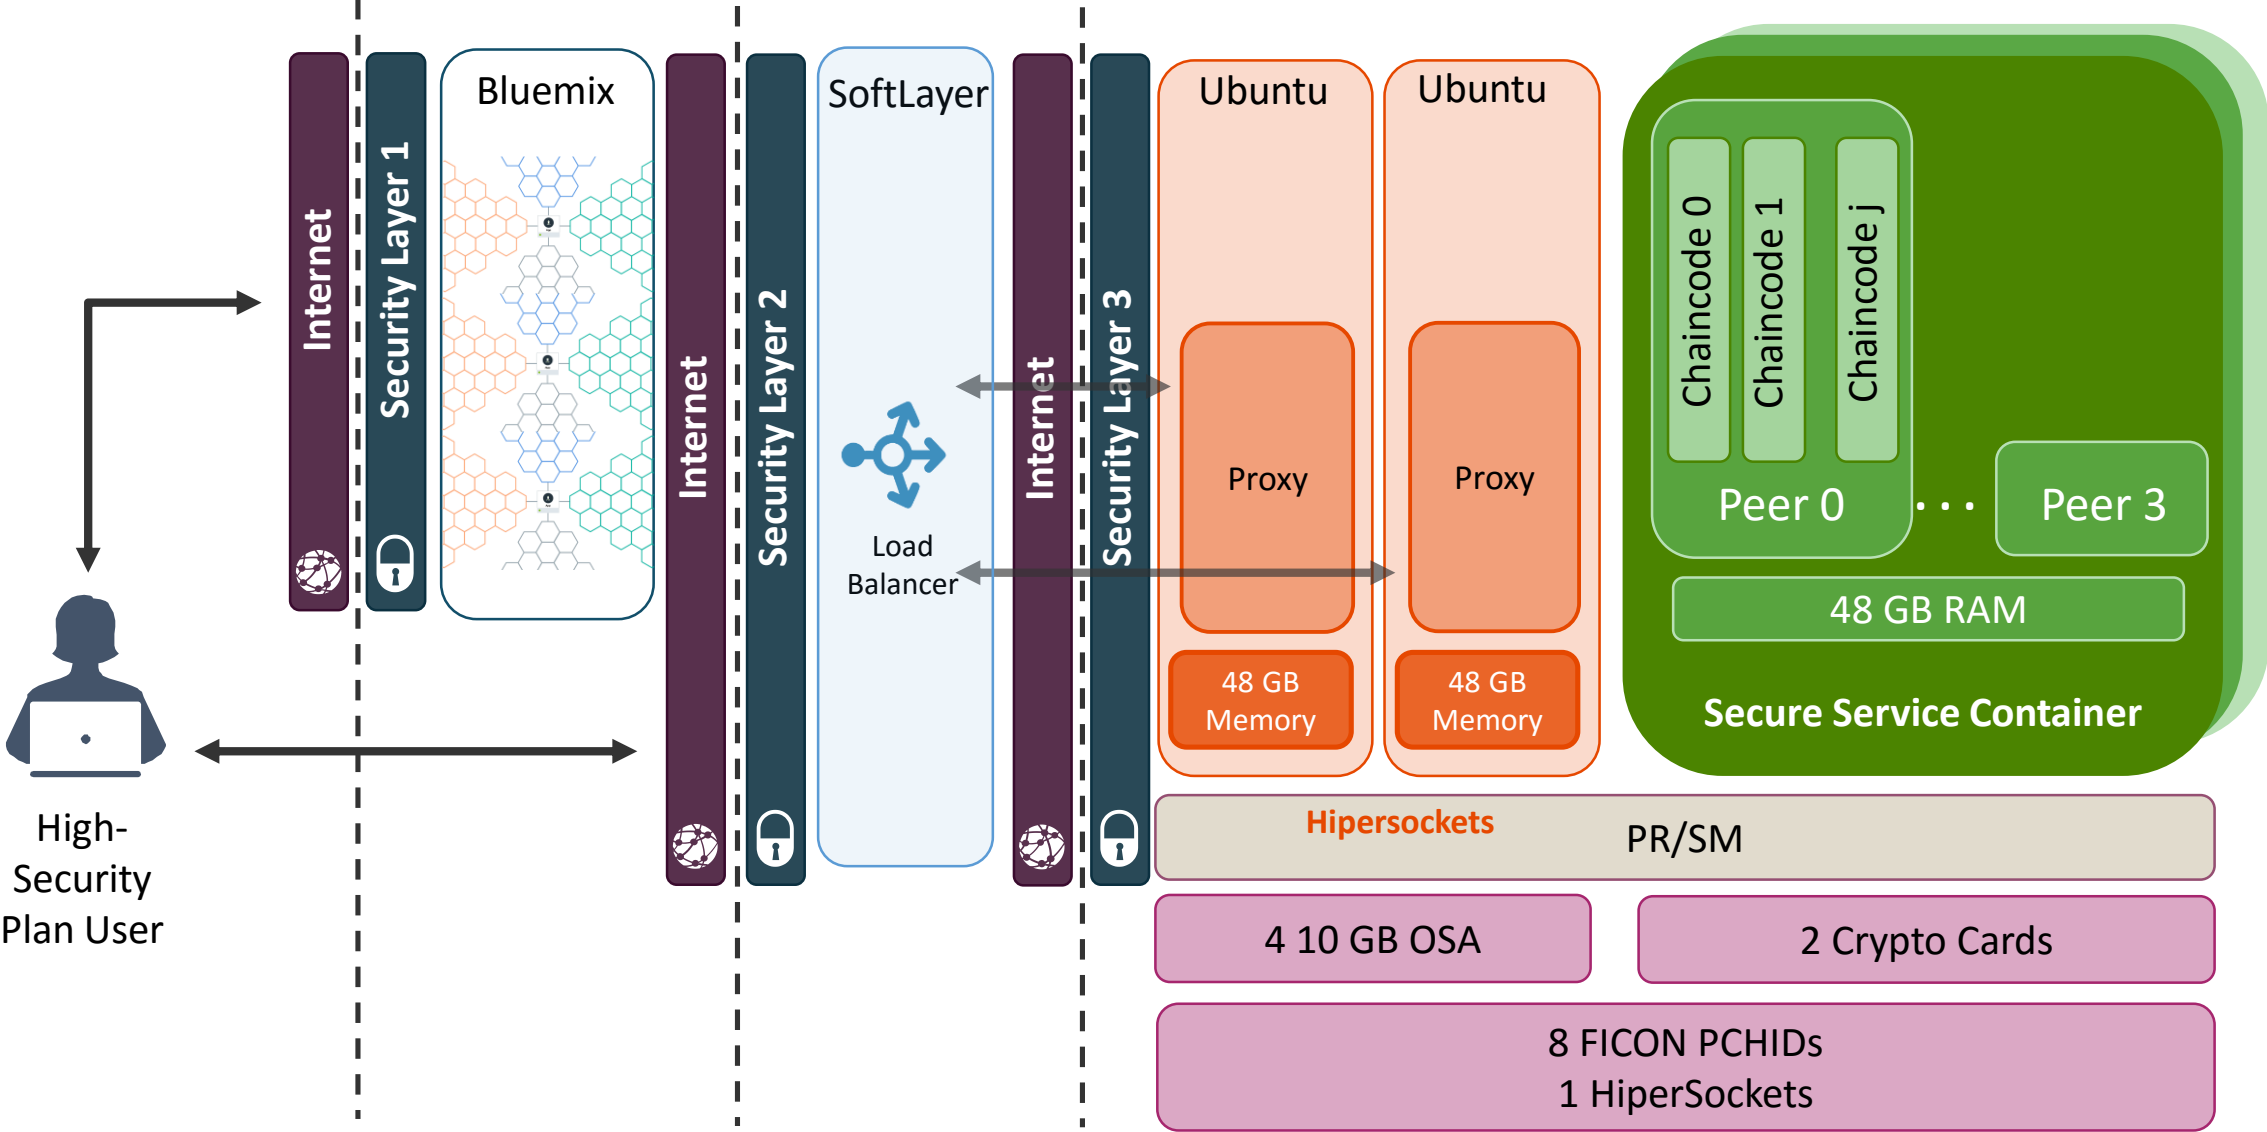 Internet
Security Layer 1
Bluemix
Internet
Security Layer 2
SoftLayer
Load
Balancer
Internet
Security Layer 3
Ubuntu
Proxy
48 GB
Memory
Ubuntu
Proxy
48 GB
Memory
Chaincode 0
Chaincode 1
Chaincode j
Peer 0
...
Peer 3
48 GB RAM
Secure Service Container
High-
Security
Plan User
Hipersockets
PR/SM
4 10 GB OSA
2 Crypto Cards
8 FICON PCHIDs
1 HiperSockets